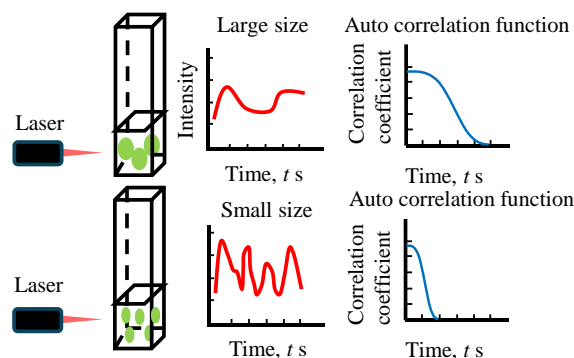 Large size
Auto correlation function
Laser
Intensity
Time, t s
Correlation
coefficient
Time, t s
Small size
Auto correlation function
Laser
Correlation
coefficient
Time, t s
Time, t s